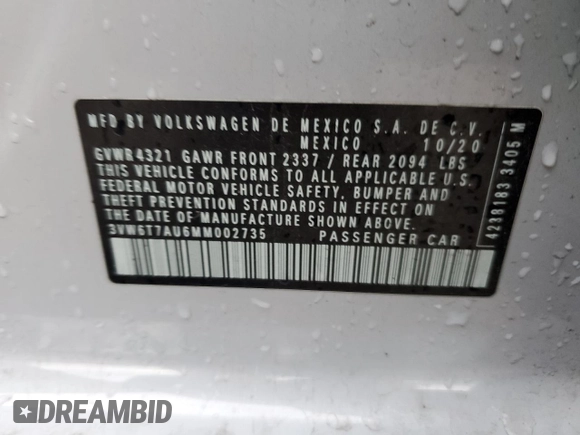 MFD BY VOLKSWAGEN DE MEXICO S.A. DE C.V.
MEXICO 10/20
GVWR 4321 GAWR FRONT 2337 / REAR 2094 LBS
THIS VEHICLE CONFORMS TO ALL APPLICABLE U.S.
FEDERAL MOTOR VEHICLE SAFETY, BUMPER AND
THEFT PREVENTION STANDARDS IN EFFECT ON
THE DATE OF MANUFACTURE SHOWN ABOVE.
3VW6T7AU6MM002735 PASSENGER CAR
4238183 3405 M
DREAMBID